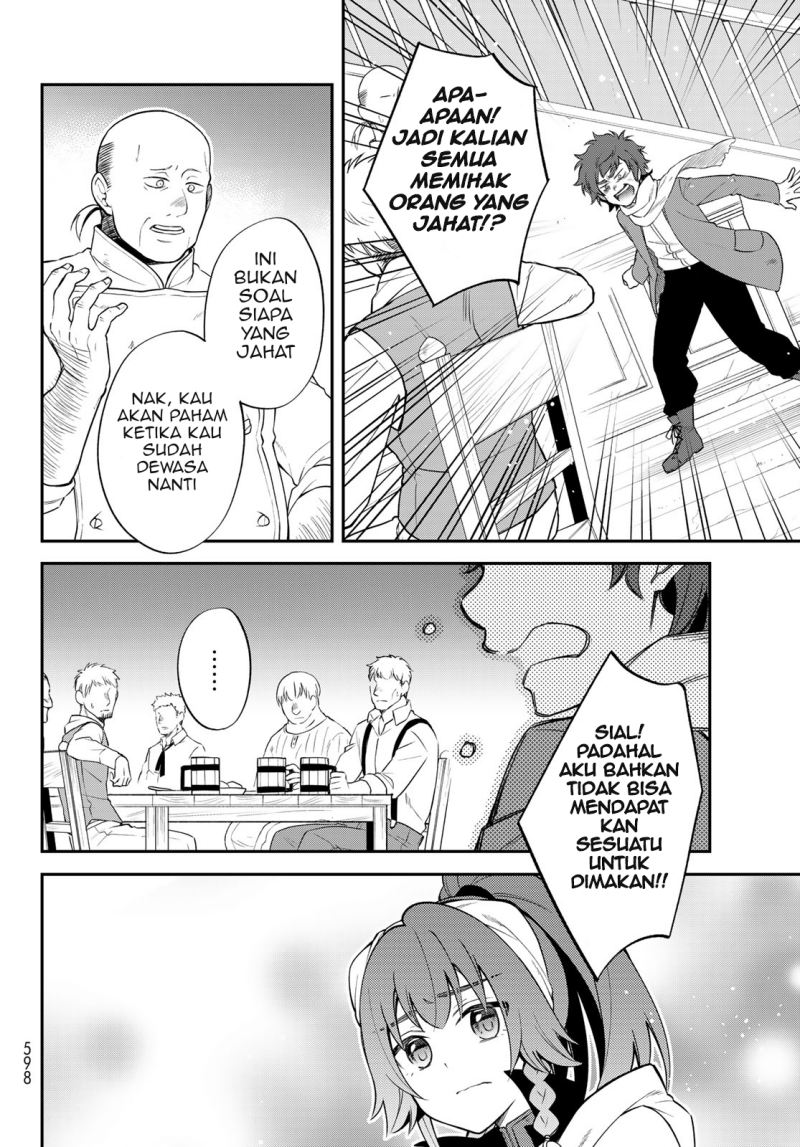 APA-
APAAN!
JADI KALIAN
SEMUA
MEMIHAK
ORANG YANG
JAHAT!?
INI
BUKAN
SOAL
SIAPA
YANG
JAHAT
NAK, KAU
AKAN PAHAM
KETIKA KAU
SUDAH
DEWASA
NANTI
......
SIAL!
PADAHAL
AKU BAHKAN
TIDAK BISA
MENDAPAT
KAN
SESUATU
UNTUK
DIMAKAN!!
598